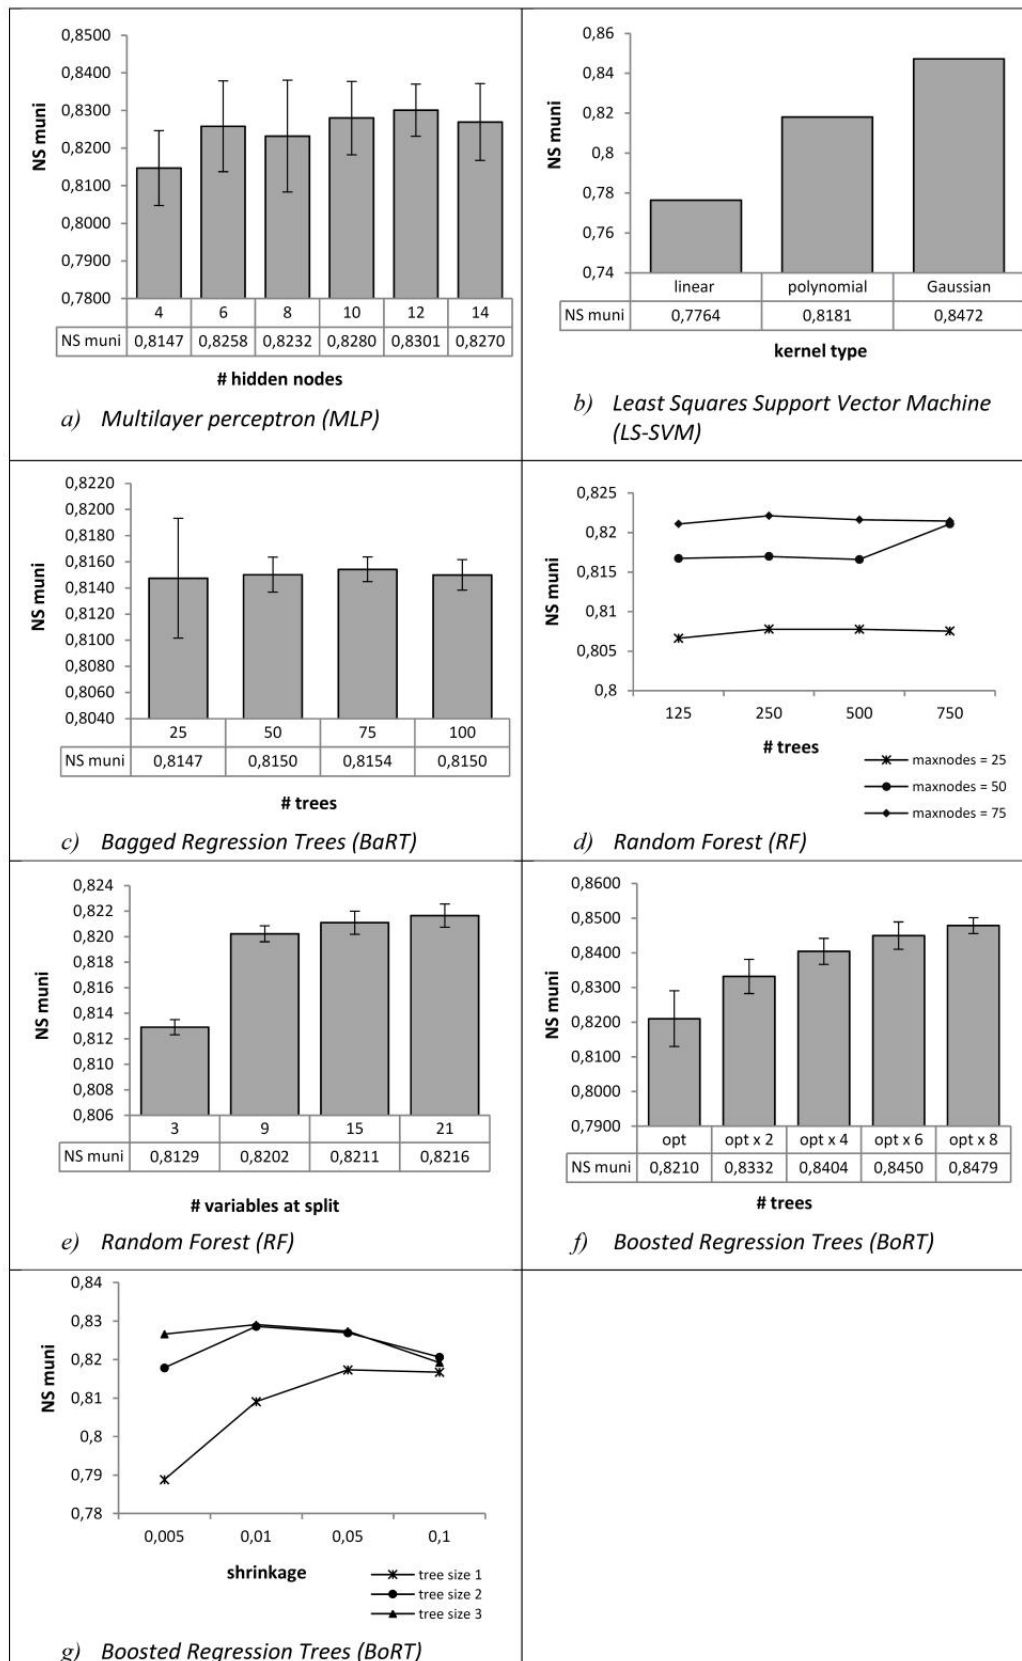 0,8500
0,8400
0,8300
0,8200
0,8100
0,8000
0,7900
0,7800
NS muni
4 6 8 10 12 14
NS muni 0,8147 0,8258 0,8232 0,8280 0,8301 0,8270
# hidden nodes
a) Multilayer perceptron (MLP)
0,86
0,84
0,82
0,8
0,78
0,76
0,74
NS muni
linear polynomial Gaussian
NS muni 0,7764 0,8181 0,8472
kernel type
b) Least Squares Support Vector Machine
(LS-SVM)
0,8220
0,8200
0,8180
0,8160
0,8140
0,8120
0,8100
0,8080
0,8060
0,8040
NS muni
25 50 75 100
NS muni 0,8147 0,8150 0,8154 0,8150
# trees
c) Bagged Regression Trees (BaRT)
0,825
0,82
0,815
0,81
0,805
0,8
NS muni
125 250 500 750
# trees
maxnodes = 25
maxnodes = 50
maxnodes = 75
d) Random Forest (RF)
0,824
0,822
0,820
0,818
0,816
0,814
0,812
0,810
0,808
0,806
NS muni
3 9 15 21
NS muni 0,8129 0,8202 0,8211 0,8216
# variables at split
e) Random Forest (RF)
0,8600
0,8500
0,8400
0,8300
0,8200
0,8100
0,8000
0,7900
NS muni
opt opt x 2 opt x 4 opt x 6 opt x 8
NS muni 0,8210 0,8332 0,8404 0,8450 0,8479
# trees
f) Boosted Regression Trees (BoRT)
0,84
0,83
0,82
0,81
0,8
0,79
0,78
NS muni
0,005 0,01 0,05 0,1
shrinkage
tree size 1
tree size 2
tree size 3
g) Boosted Regression Trees (BoRT)